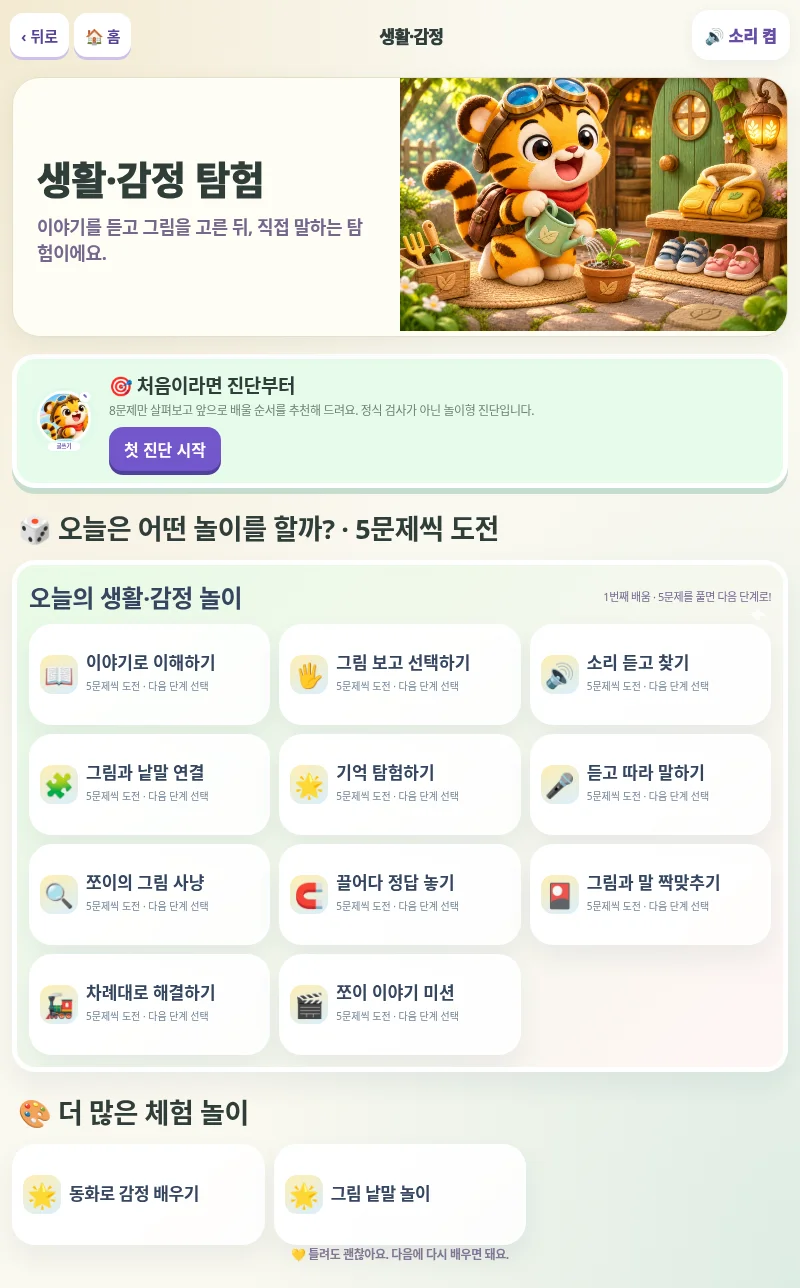 ‹ 뒤로
🏠 홈
생활·감정
🔊 소리 켬
생활·감정 탐험
이야기를 듣고 그림을 고른 뒤, 직접 말하는 탐
험이에요.
🎯 처음이라면 진단부터
8문제만 살펴보고 앞으로 배울 순서를 추천해 드려요. 정식 검사가 아닌 놀이형 진단입니다.
글쓰기
첫 진단 시작
🎲 오늘은 어떤 놀이를 할까? · 5문제씩 도전
오늘의 생활·감정 놀이
1번째 배움 · 5문제를 풀면 다음 단계로!
📖 이야기로 이해하기
5문제씩 도전 · 다음 단계 선택
🖐️ 그림 보고 선택하기
5문제씩 도전 · 다음 단계 선택
🔊 소리 듣고 찾기
5문제씩 도전 · 다음 단계 선택
🧩 그림과 낱말 연결
5문제씩 도전 · 다음 단계 선택
🌟 기억 탐험하기
5문제씩 도전 · 다음 단계 선택
🎤 듣고 따라 말하기
5문제씩 도전 · 다음 단계 선택
🔍 쪼이의 그림 사냥
5문제씩 도전 · 다음 단계 선택
🧲 끌어다 정답 놓기
5문제씩 도전 · 다음 단계 선택
🎴 그림과 말 짝맞추기
5문제씩 도전 · 다음 단계 선택
🚂 차례대로 해결하기
5문제씩 도전 · 다음 단계 선택
🎬 쪼이 이야기 미션
5문제씩 도전 · 다음 단계 선택
🎨 더 많은 체험 놀이
🌟 동화로 감정 배우기
🌟 그림 낱말 놀이
💛 틀려도 괜찮아요. 다음에 다시 배우면 돼요.